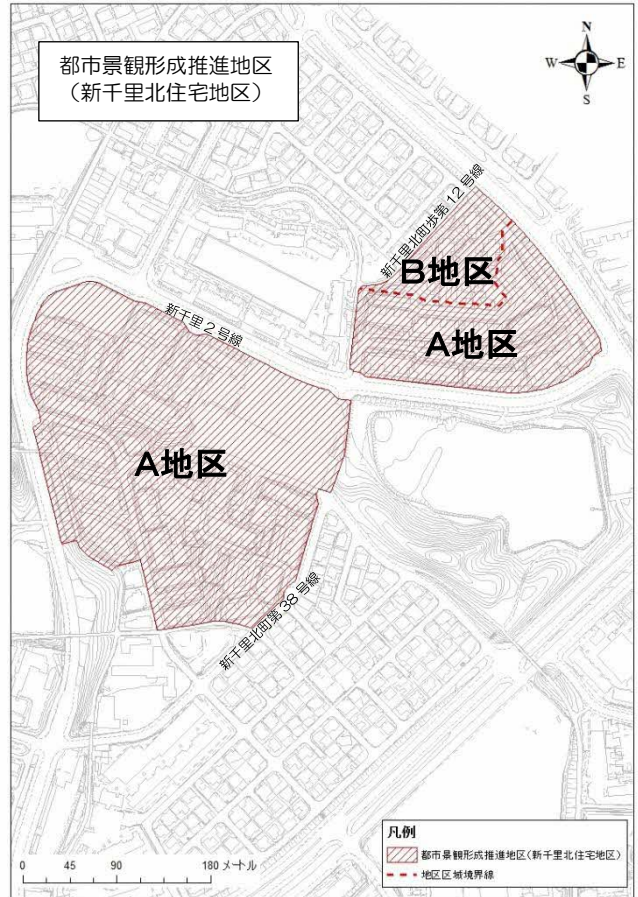 都市景観形成推進地区
（新千里北住宅地区）
N
W E
S
新千里北町歩第12号線
B地区
新千里2号線
A地区
A地区
新千里北町第38号線
凡例
都市景観形成推進地区(新千里北住宅地区)
地区区域境界線
0 45 90 180 メートル